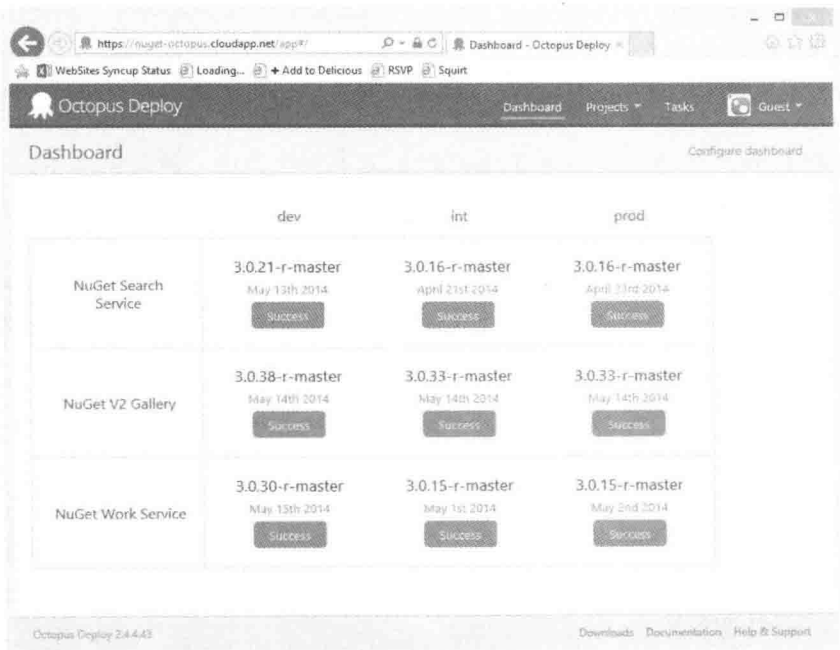 https://nuget-octopus.cloudapp.net/app#/ Dashboard - Octopus Deploy
WebSites Syncup Status Loading... + Add to Delicious RSVP Squirt
Octopus Deploy Dashboard Projects Tasks Guest
Dashboard Configure dashboard
dev int prod
NuGet Search Service
3.0.21-r-master 3.0.16-r-master 3.0.16-r-master
May 13th 2014 April 21st 2014 April 23rd 2014
Success Success Success
NuGet V2 Gallery
3.0.38-r-master 3.0.33-r-master 3.0.33-r-master
May 14th 2014 May 14th 2014 May 14th 2014
Success Success Success
NuGet Work Service
3.0.30-r-master 3.0.15-r-master 3.0.15-r-master
May 15th 2014 May 1st 2014 May 2nd 2014
Success Success Success
Octopus Deploy 2.4.4.43 Downloads Documentation Help & Support